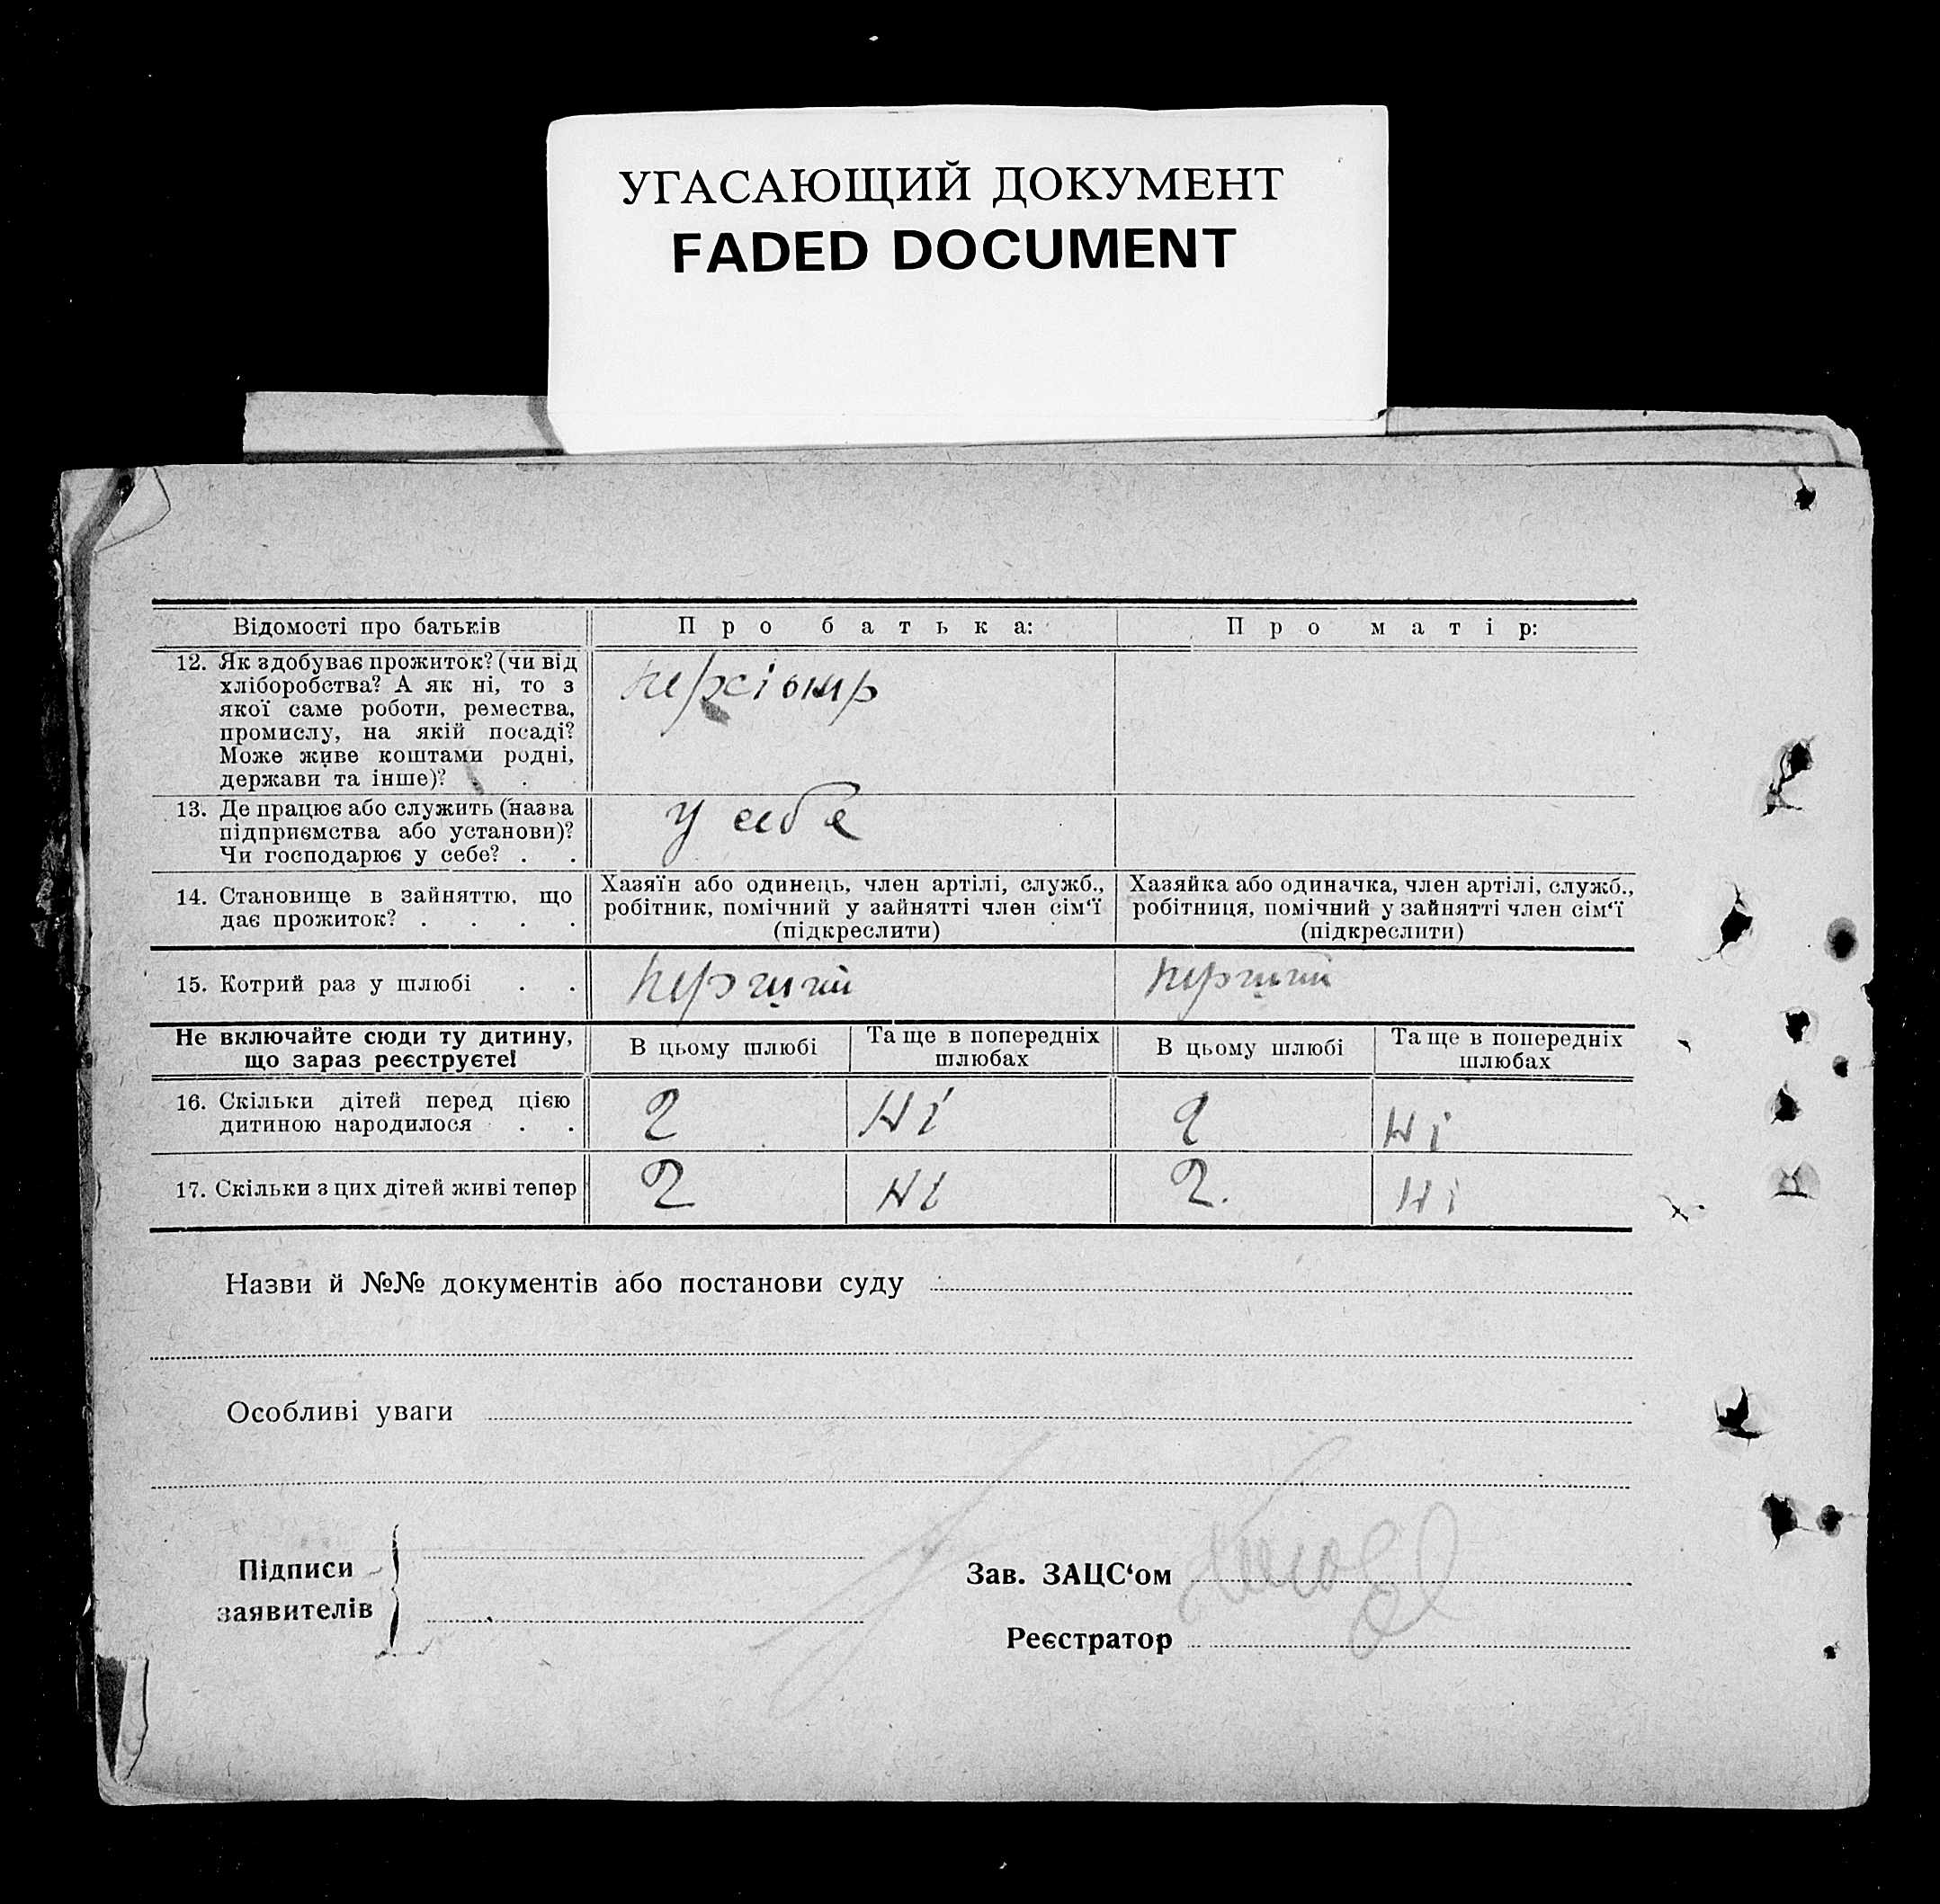 УГАСАЮЩИЙ ДОКУМЕНТ
FADED DOCUMENT
Відомості про батьків
Про батька:
Про матір:
12. Як здобуває прожиток? (чи від
хліборобства? А як ні, то з
якої саме роботи, ремества,
промислу, на якій посаді?
Може живе коштами родні,
держави та інше)? . .
13. Де працює або служить (назва
підприємства або установи)?
Чи господарює у себе? . .
у себе
14. Становище в зайняттю, що
дає прожиток? . . . .
Хазяїн або одинець, член артілі, служб.,
робітник, помічний у зайнятті член сім‘ї
(підкреслити)
Хазяйка або одиначка, член артілі, служб.,
робітниця, помічний у зайнятті член сім‘ї
(підкреслити)
15. Котрий раз у шлюбі . .
перший
перший
Не включайте сюди ту дитину,
що зараз реєструєте!
В цьому шлюбі
Та ще в попередніх
шлюбах
В цьому шлюбі
Та ще в попередніх
шлюбах
16. Скільки дітей перед цією
дитиною народилося . .
2
Ні
2
Ні
17. Скільки з цих дітей живі тепер
2
Ні
2.
Ні
Назви й №№ документів або постанови суду
Особливі уваги
Підписи
заявителів
Зав. ЗАЦС‘ом
Реєстратор